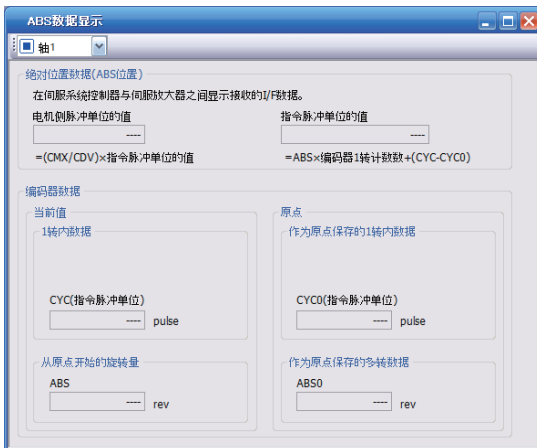 ABS数据显示
轴1
绝对位置数据(ABS位置)
在伺服系统控制器与伺服放大器之间显示接收的I/F数据。
电机侧脉冲单位的值
指令脉冲单位的值
----
----
=(CMX/CDV)×指令脉冲单位的值
=ABS×编码器1转计数数+(CYC-CYC0)
编码器数据
当前值
原点
1转内数据
作为原点保存的1转内数据
CYC(指令脉冲单位)
CYC0(指令脉冲单位)
---- pulse
---- pulse
从原点开始的旋转量
作为原点保存的多转数据
ABS
ABS0
---- rev
---- rev